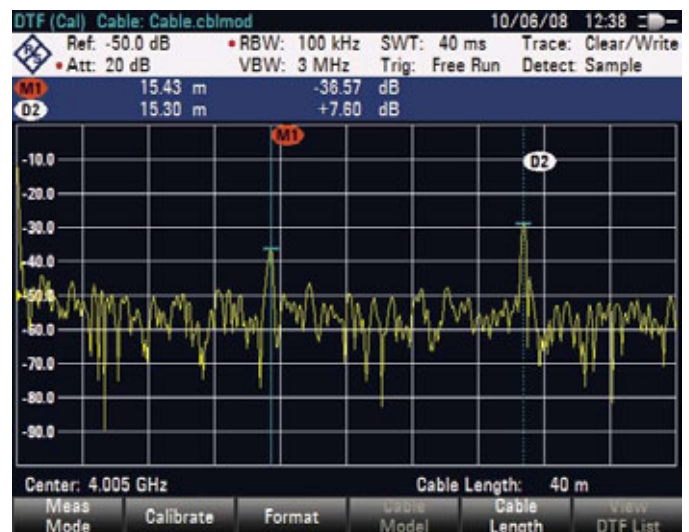 DTF (Cal) Cable: Cable.cblmod 10/06/08 12:38
Ref: -50.0 dB • RBW: 100 kHz SWT: 40 ms Trace: Clear/Write
• Att: 20 dB VBW: 3 MHz Trig: Free Run Detect: Sample
M1 15.43 m -36.57 dB
D2 15.30 m +7.60 dB
M1
D2
-10.0
-20.0
-30.0
-40.0
-50.0
-60.0
-70.0
-80.0
-90.0
Center: 4.005 GHz Cable Length: 40 m
Meas Mode
Calibrate
Format
Cable Model
Cable Length
View DTF List